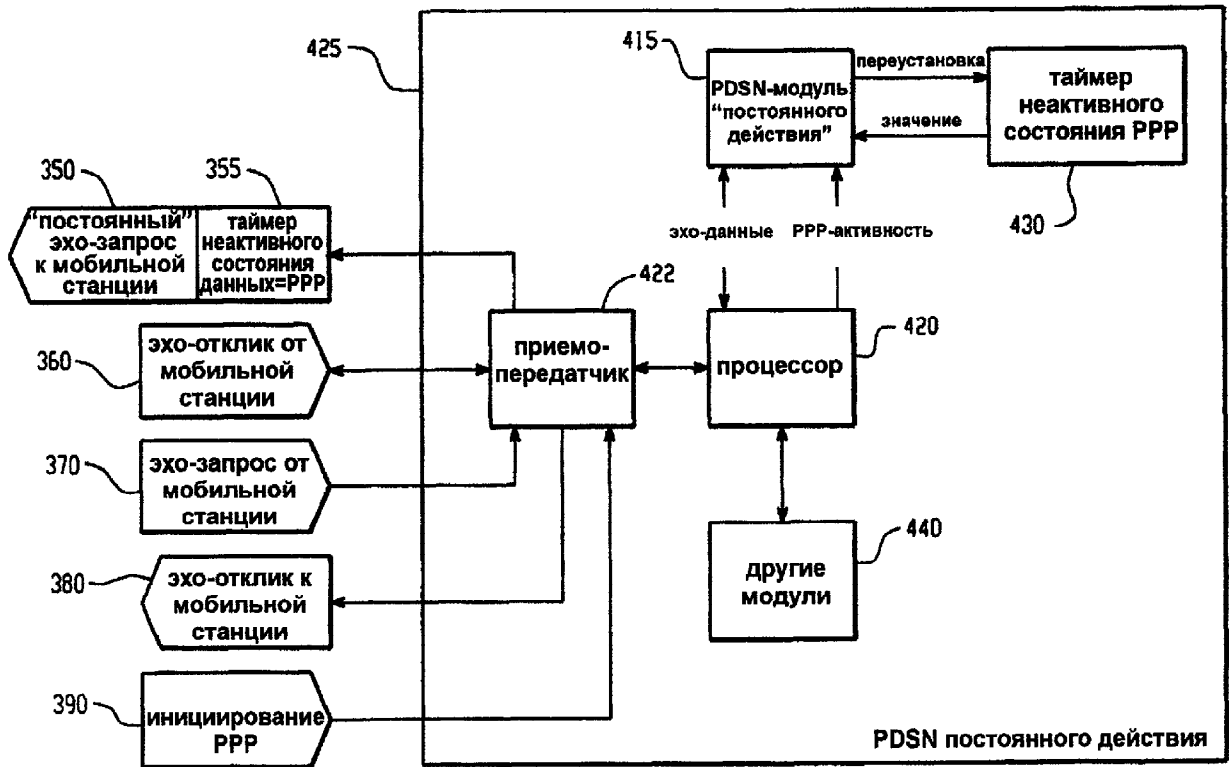 425
415
PDSN-модуль
“постоянного
действия”
переустановка
значение
таймер
неактивного
состояния PPP
430
350
355
“постоянный”
эхо-запрос
к мобильной
станции
таймер
неактивного
состояния
данных=PPP
эхо-данные
PPP-активность
422
приемо-
передатчик
420
процессор
360
эхо-отклик от
мобильной
станции
370
эхо-запрос от
мобильной
станции
440
другие
модули
380
эхо-отклик к
мобильной
станции
390
инициирование
PPP
PDSN постоянного действия